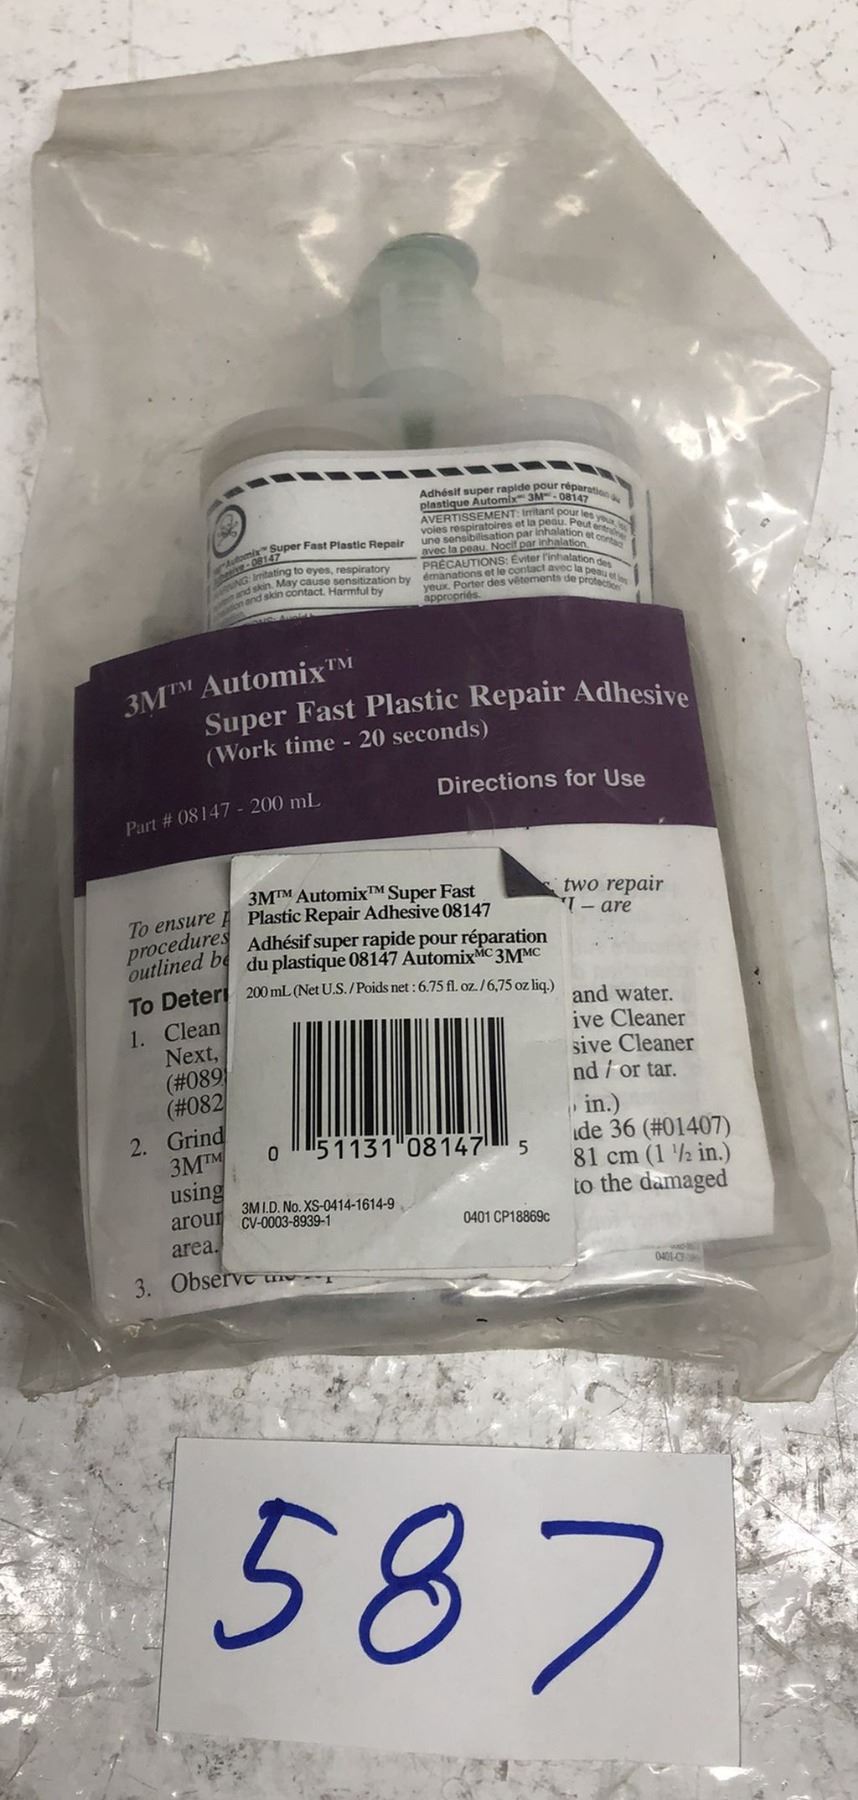 Super Fast Plastic Repair
08147
Irritating to eyes, respiratory
and skin. May cause sensitization by
and skin contact. Harmful by
Adhésif super rapide pour réparation du
plastique Automix MC 3M MC - 08147
AVERTISSEMENT: Irritant pour les yeux, les
voies respiratoires et la peau. Peut entraîner
une sensibilisation par inhalation et contact
avec la peau. Nocif par inhalation.
PRÉCAUTIONS: Éviter l'inhalation des
émanations et le contact avec la peau et les
yeux. Porter des vêtements de protection
appropriés.
3M™ Automix™
Super Fast Plastic Repair Adhesive
(Work time - 20 seconds)
Directions for Use
Part # 08147 - 200 mL
To ensure
two repair
procedures
– are
outlined
To
1. Clean
and water.
Next,
Cleaner
(#089
Cleaner
(#082
/ or tar.
in.)
2. Grind
36 (#01407)
3M™
81 cm (1 1/2 in.)
using
to the damaged
area.
3. Observe
3M™ Automix™ Super Fast
Plastic Repair Adhesive 08147
Adhésif super rapide pour réparation
du plastique 08147 Automix MC 3M MC
200 mL (Net U.S. / Poids net : 6.75 fl. oz. / 6,75 oz liq.)
0 51131 08147 5
3M I.D. No. XS-0414-1614-9
CV-0003-8939-1
0401 CP18869c
587